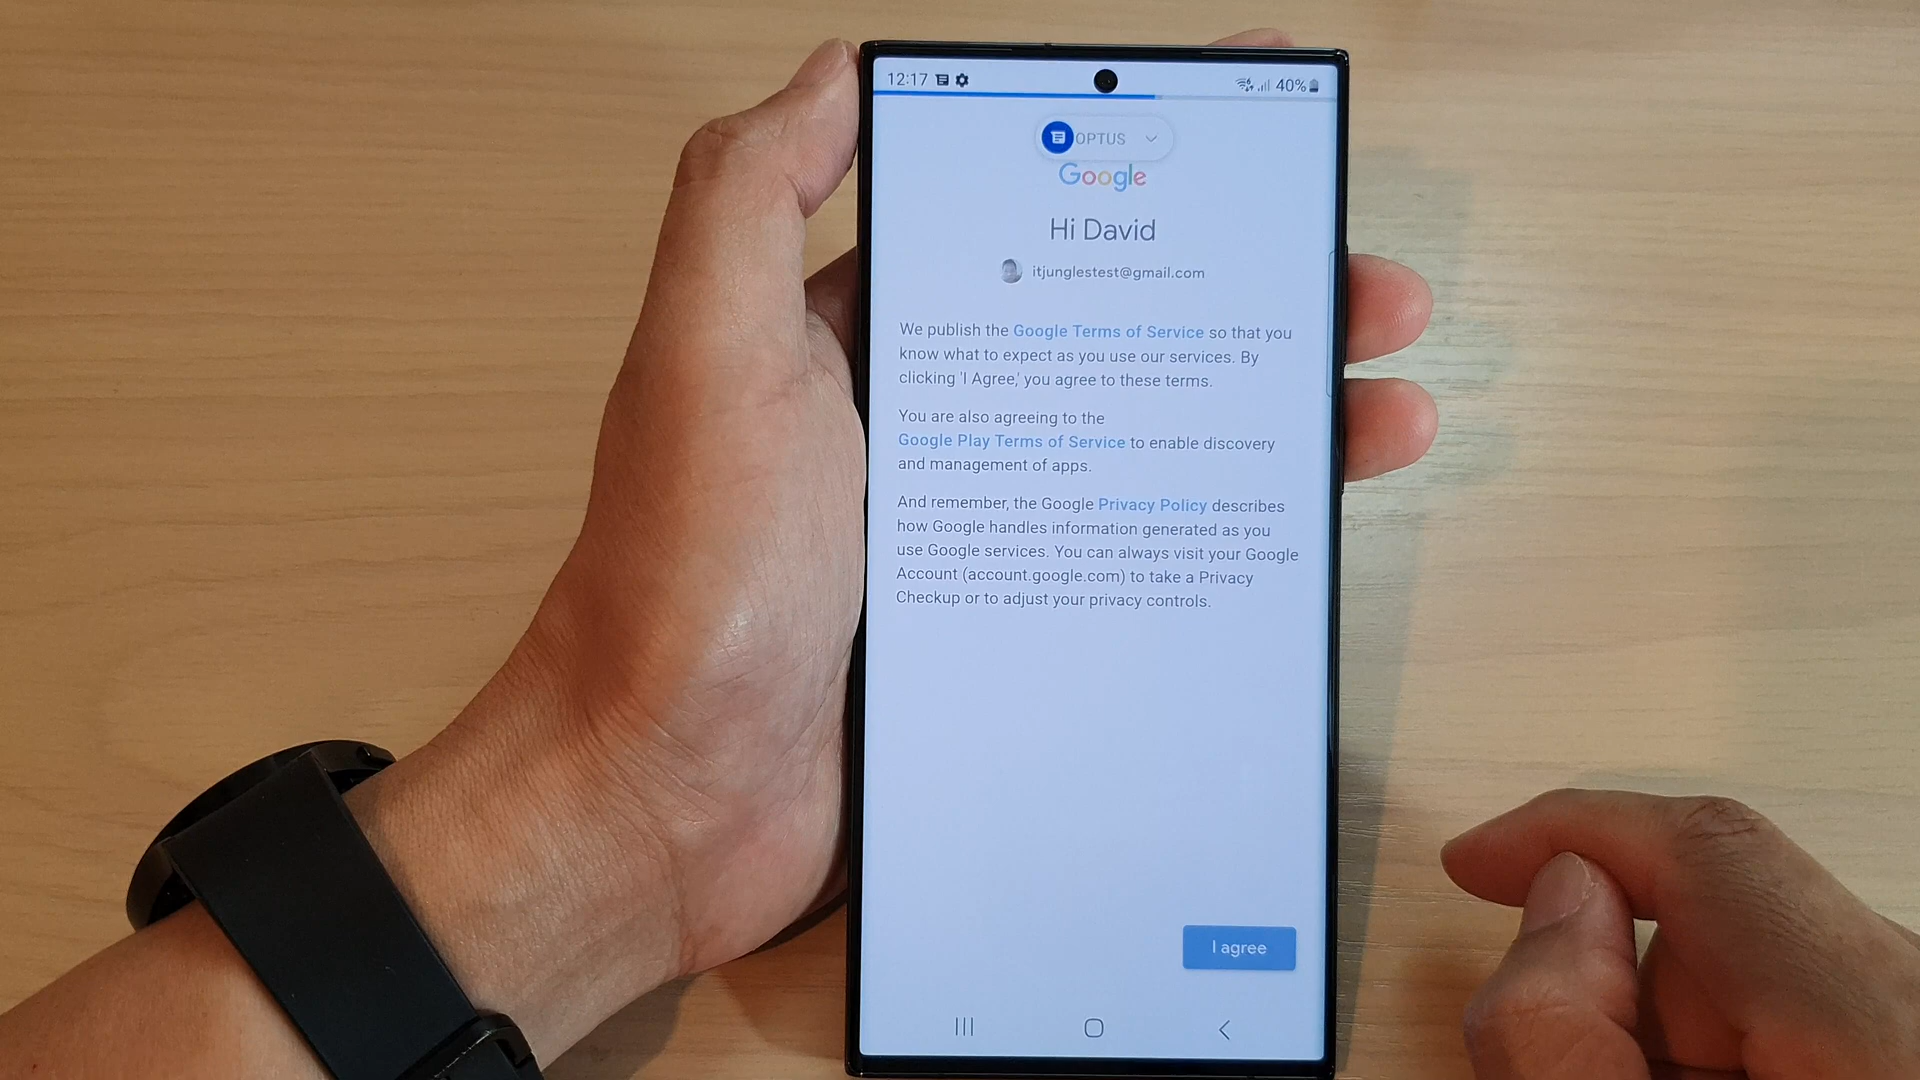 12:17 40%
OPTUS
Google
Hi David
itjunglestest@gmail.com
We publish the Google Terms of Service so that you
know what to expect as you use our services. By
clicking 'I Agree,' you agree to these terms.
You are also agreeing to the
Google Play Terms of Service to enable discovery
and management of apps.
And remember, the Google Privacy Policy describes
how Google handles information generated as you
use Google services. You can always visit your Google
Account (account.google.com) to take a Privacy
Checkup or to adjust your privacy controls.
I agree